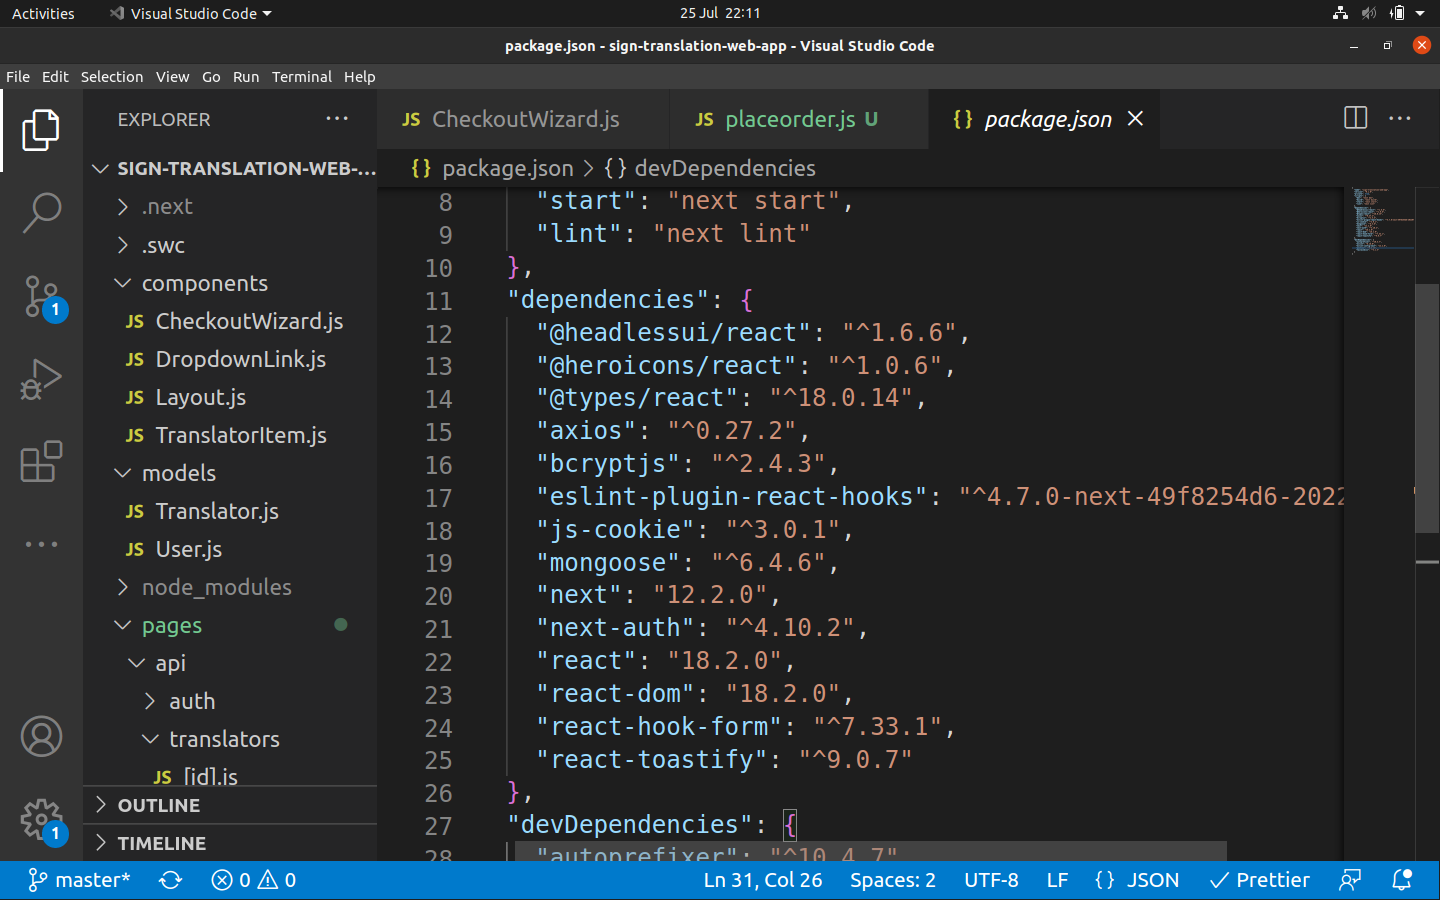 Activities Visual Studio Code 25 Jul 22:11
package.json - sign-translation-web-app - Visual Studio Code
File Edit Selection View Go Run Terminal Help
EXPLORER
SIGN-TRANSLATION-WEB-...
.next
.swc
components
JS CheckoutWizard.js
JS DropdownLink.js
JS Layout.js
JS TranslatorItem.js
models
JS Translator.js
JS User.js
node_modules
pages
api
auth
translators
JS [id].js
OUTLINE
TIMELINE
1
1
JS CheckoutWizard.js JS placeorder.js U {} package.json
{} package.json > {} devDependencies
8 "start": "next start",
9 "lint": "next lint"
10 },
11 "dependencies": {
12 "@headlessui/react": "^1.6.6",
13 "@heroicons/react": "^1.0.6",
14 "@types/react": "^18.0.14",
15 "axios": "^0.27.2",
16 "bcryptjs": "^2.4.3",
17 "eslint-plugin-react-hooks": "^4.7.0-next-49f8254d6-2022
18 "js-cookie": "^3.0.1",
19 "mongoose": "^6.4.6",
20 "next": "12.2.0",
21 "next-auth": "^4.10.2",
22 "react": "18.2.0",
23 "react-dom": "18.2.0",
24 "react-hook-form": "^7.33.1",
25 "react-toastify": "^9.0.7"
26 },
27 "devDependencies": {
28 "autoprefixer": "^10.4.7"
master* 0 0 Ln 31, Col 26 Spaces: 2 UTF-8 LF {} JSON Prettier